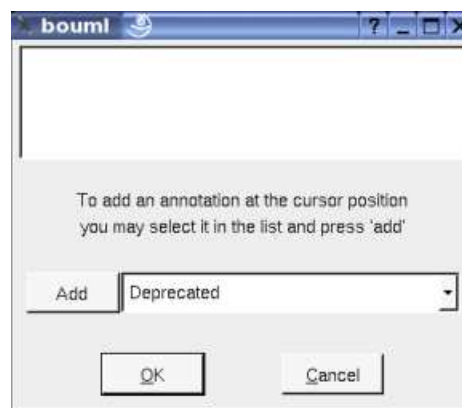 bouml
?
To add an annotation at the cursor position
you may select it in the list and press 'add'
Add
Deprecated
OK
Cancel